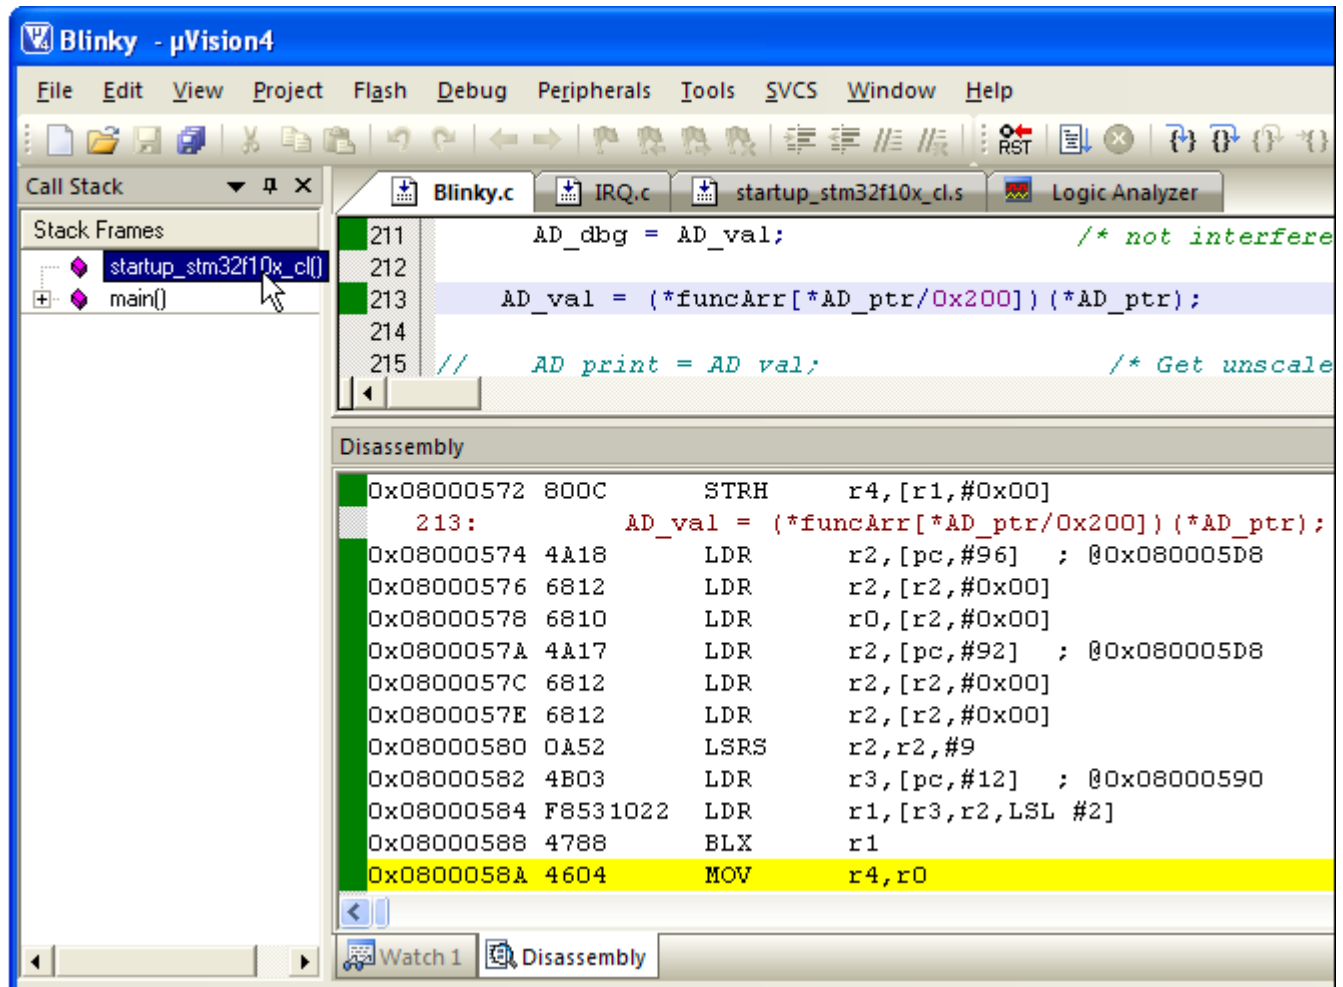 Blinky - µVision4
File Edit View Project Flash Debug Peripherals Tools SVCS Window Help
RST
Call Stack
Blinky.c IRQ.c startup_stm32f10x_cl.s Logic Analyzer
Stack Frames
startup_stm32f10x_cl()
main()
211 AD_dbg = AD_val; /* not interfere
212
213 AD_val = (*funcArr[*AD_ptr/0x200])(*AD_ptr);
214
215 // AD_print = AD_val; /* Get unscale
Disassembly
0x08000572 800C STRH r4,[r1,#0x00]
213: AD_val = (*funcArr[*AD_ptr/0x200])(*AD_ptr);
0x08000574 4A18 LDR r2,[pc,#96] ; @0x080005D8
0x08000576 6812 LDR r2,[r2,#0x00]
0x08000578 6810 LDR r0,[r2,#0x00]
0x0800057A 4A17 LDR r2,[pc,#92] ; @0x080005D8
0x0800057C 6812 LDR r2,[r2,#0x00]
0x0800057E 6812 LDR r2,[r2,#0x00]
0x08000580 0A52 LSRS r2,r2,#9
0x08000582 4B03 LDR r3,[pc,#12] ; @0x08000590
0x08000584 F8531022 LDR r1,[r3,r2,LSL #2]
0x08000588 4788 BLX r1
0x0800058A 4604 MOV r4,r0
Watch 1 Disassembly